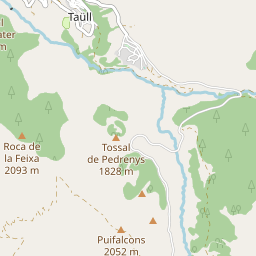 Taüll
Roca de
la Feixa
2093 m
Tossal
de Pedrenys
1828 m
Puifalcons
2052 m